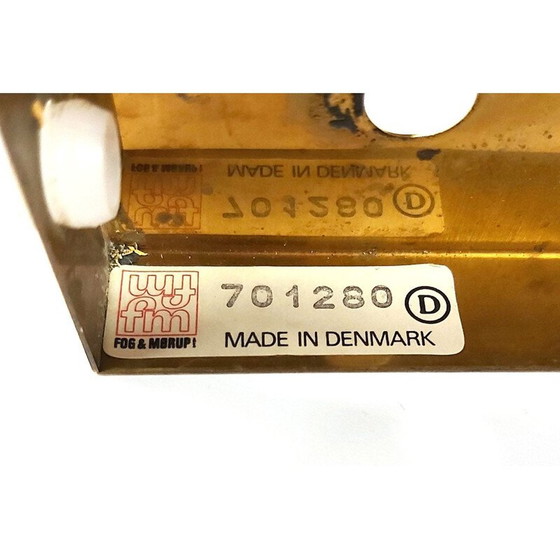 fm
701280 D
FOG & MØRUP
MADE IN DENMARK